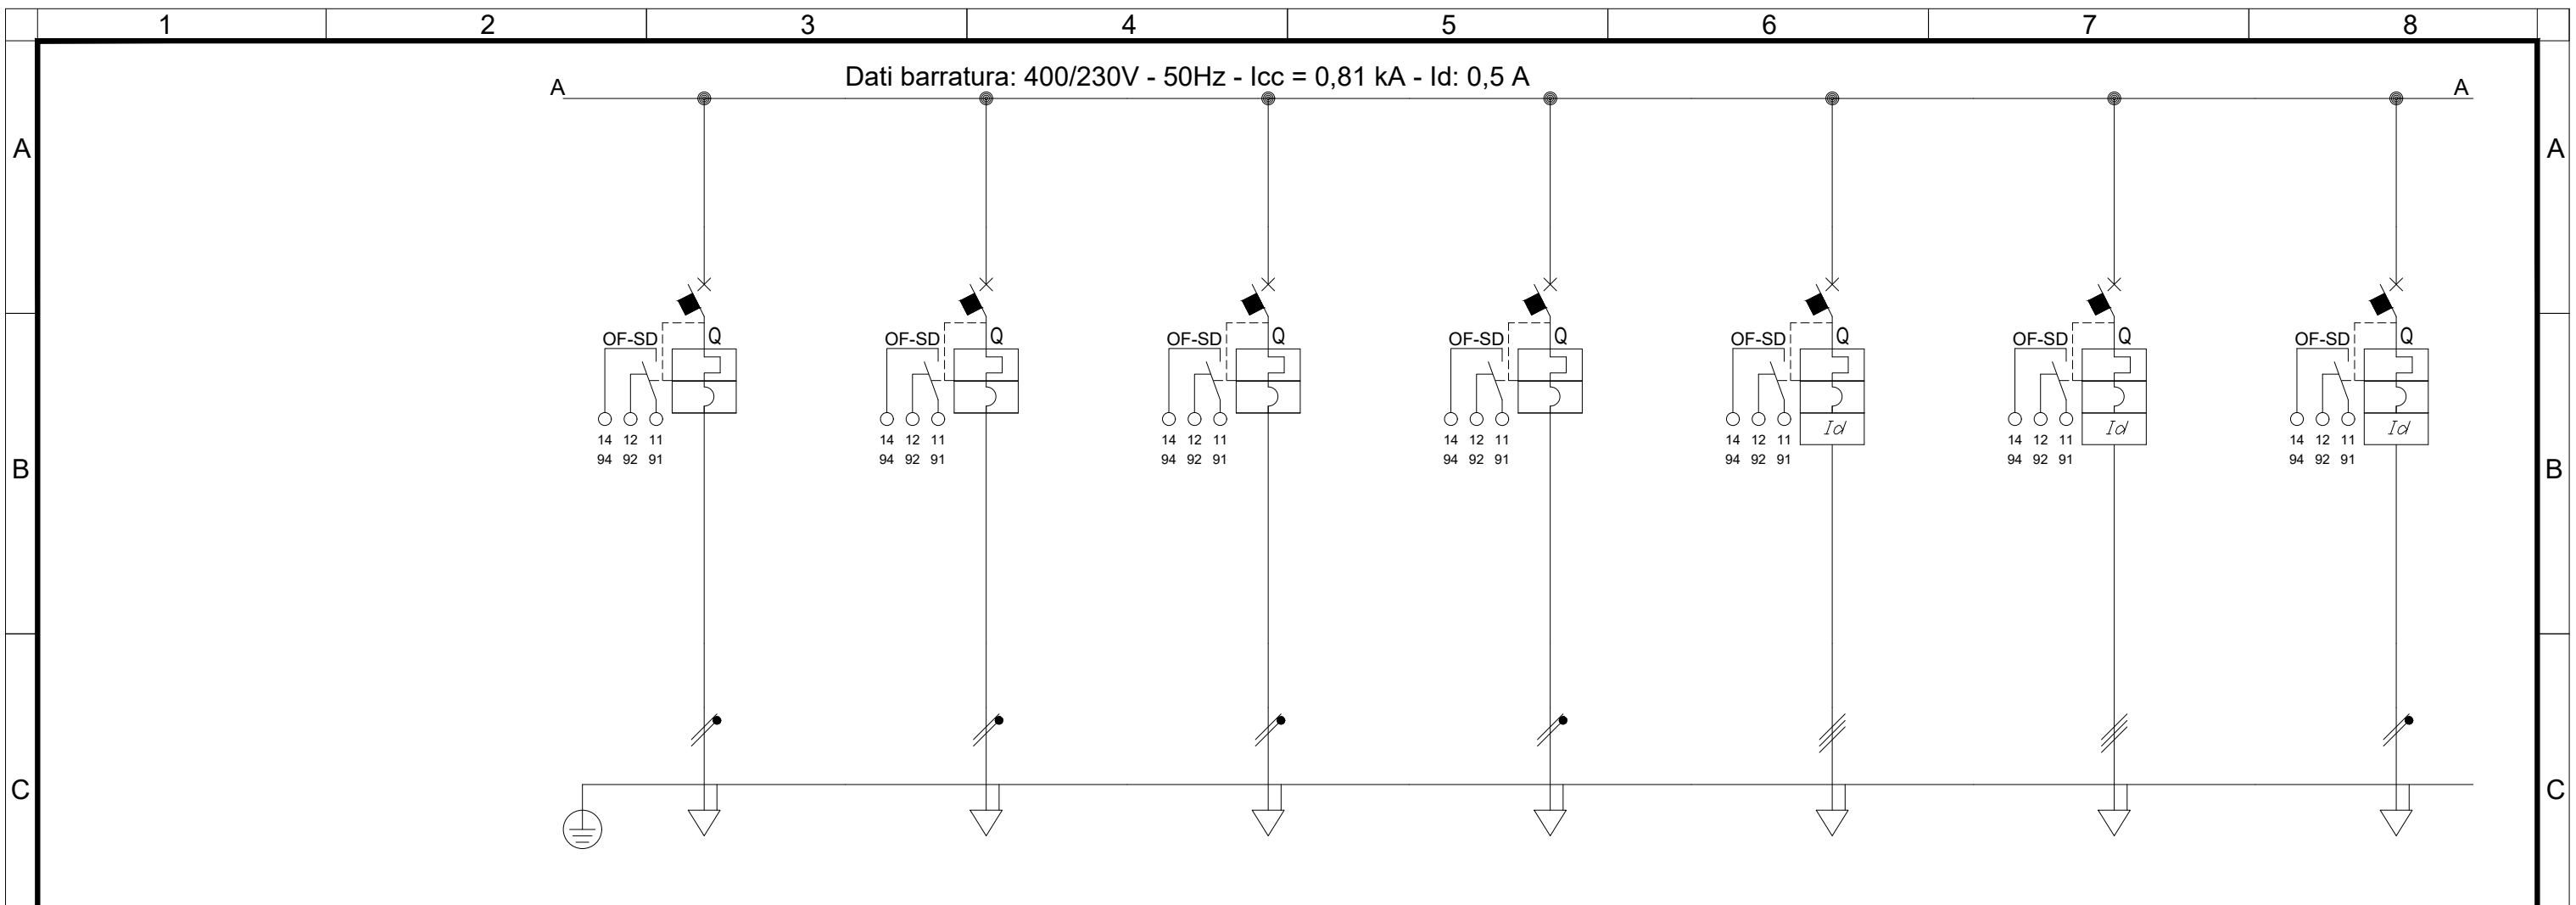 1 2 3 4 5 6 7 8
Dati barratura: 400/230V - 50Hz - Icc = 0,81 kA - Id: 0,5 A
A A
A A
OF-SD Q OF-SD Q OF-SD Q OF-SD Q OF-SD Q OF-SD Q OF-SD Q
Id Id Id
14 12 11 14 12 11 14 12 11 14 12 11 14 12 11 14 12 11 14 12 11
94 92 91 94 92 91 94 92 91 94 92 91 94 92 91 94 92 91 94 92 91
B B
C C